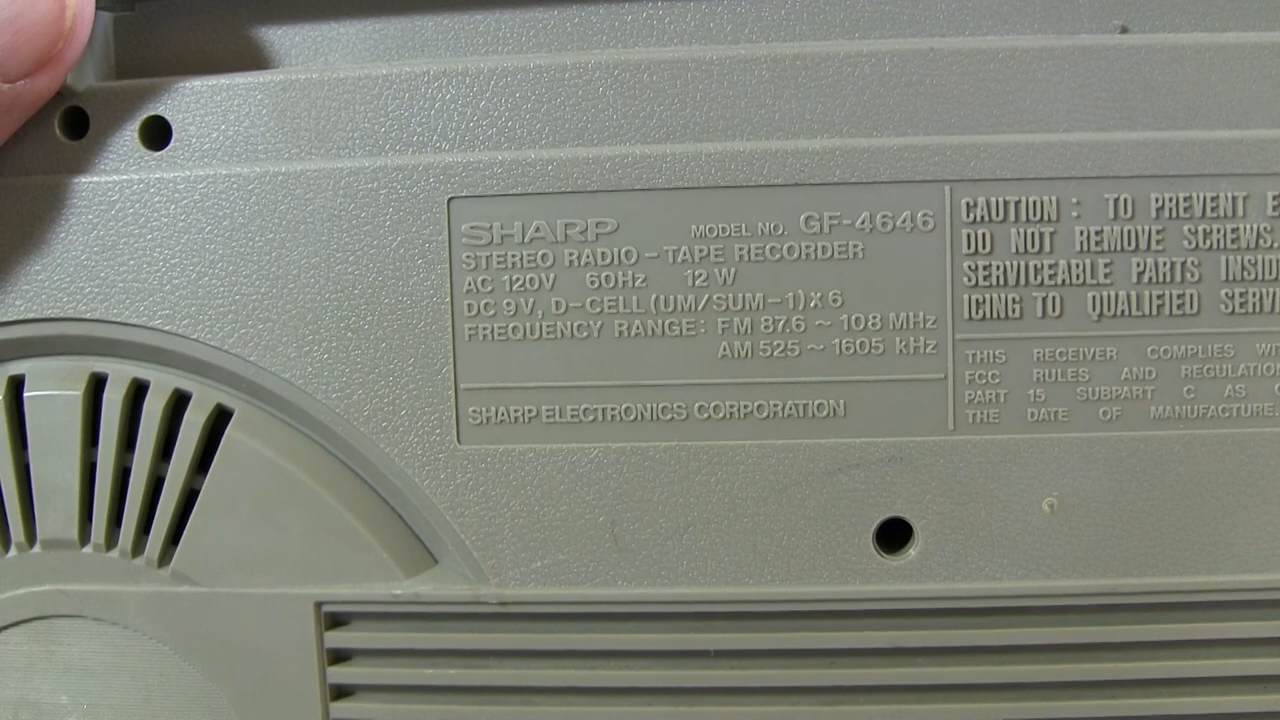 SHARP MODEL NO. GF-4646
STEREO RADIO-TAPE RECORDER
AC 120V 60Hz 12 W
DC 9V, D-CELL (UM/SUM-1) X 6
FREQUENCY RANGE: FM 87.6 ~ 108 MHz
AM 525 ~ 1605 kHz
SHARP ELECTRONICS CORPORATION
CAUTION : TO PREVENT
DO NOT REMOVE SCREWS.
SERVICEABLE PARTS
ICING TO QUALIFIED
THIS RECEIVER COMPLIES
FCC RULES AND
PART 15 SUBPART C AS
THE DATE OF MANUFACTURE.